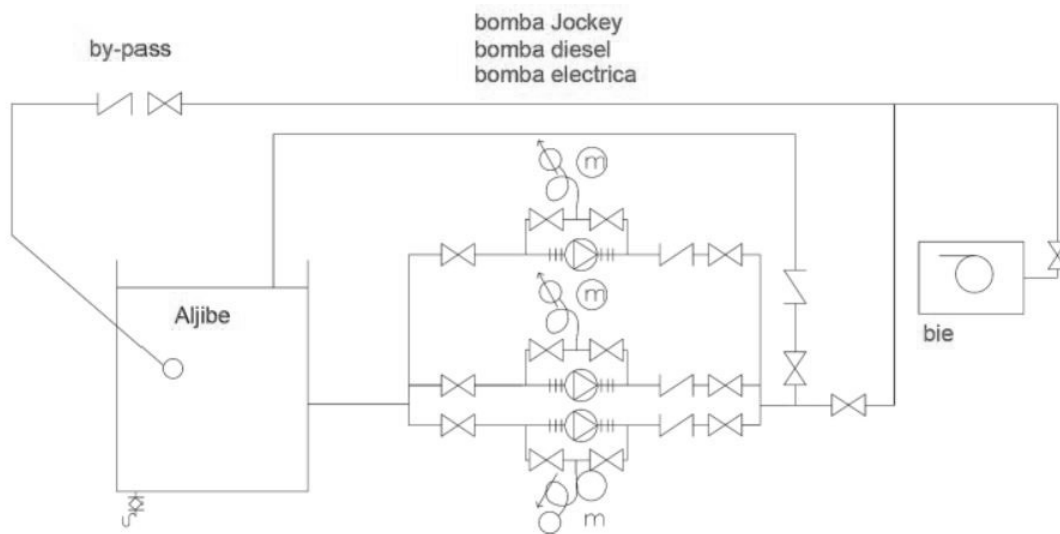 bomba Jockey
bomba diesel
bomba electrica
by-pass
m
m
Aljibe
bie
m